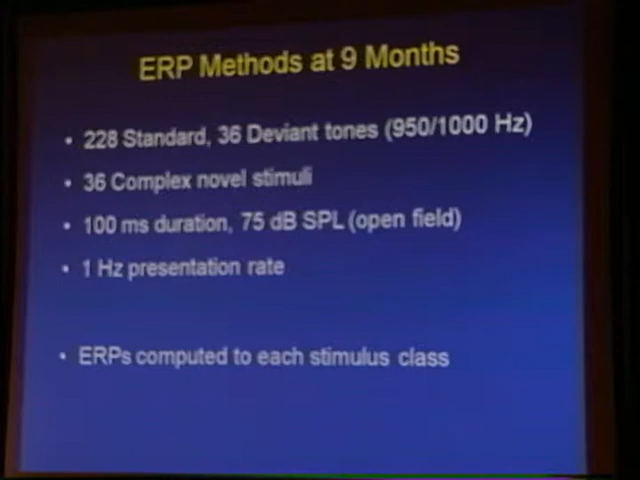 ERP Methods at 9 Months
• 228 Standard, 36 Deviant tones (950/1000 Hz)
• 36 Complex novel stimuli
• 100 ms duration, 75 dB SPL (open field)
• 1 Hz presentation rate
• ERPs computed to each stimulus class